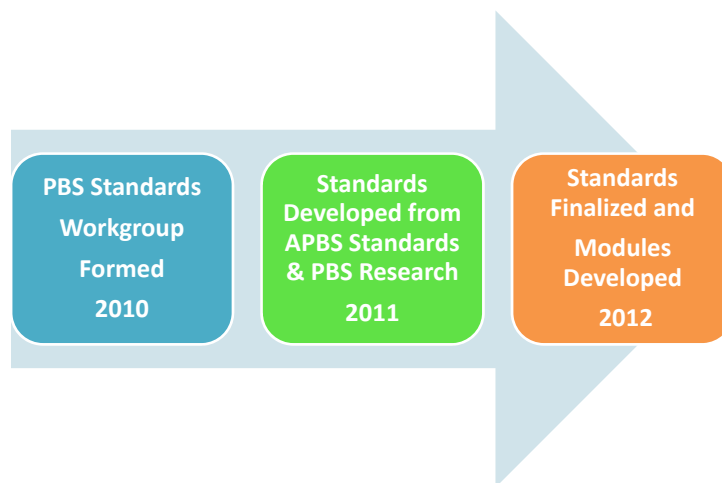 PBS Standards
Workgroup
Formed
2010
Standards
Developed from
APBS Standards
& PBS Research
2011
Standards
Finalized and
Modules
Developed
2012